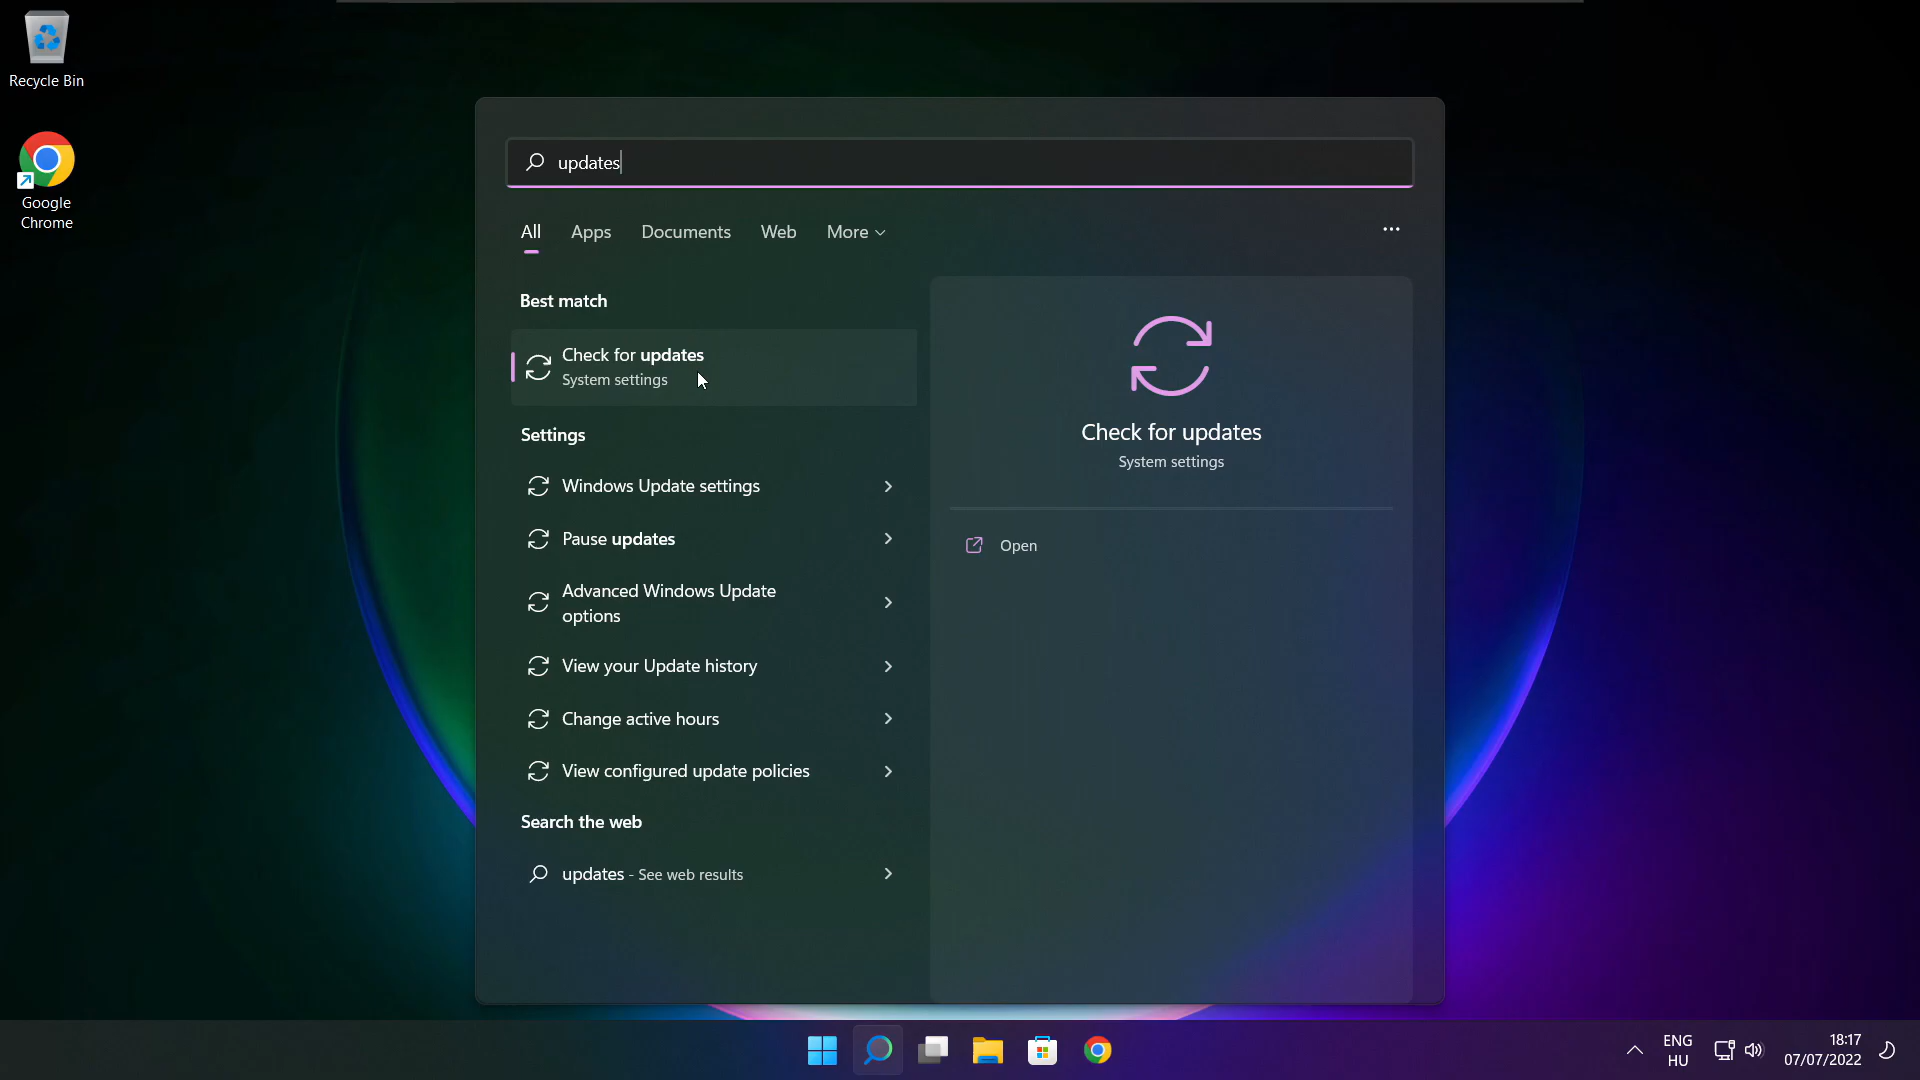 Recycle Bin
Google
Chrome
updates
All Apps Documents Web More
Best match
Check for updates
System settings
Settings
Windows Update settings
Pause updates
Advanced Windows Update
options
View your Update history
Change active hours
View configured update policies
Search the web
updates - See web results
Check for updates
System settings
Open
ENG
HU
18:17
07/07/2022